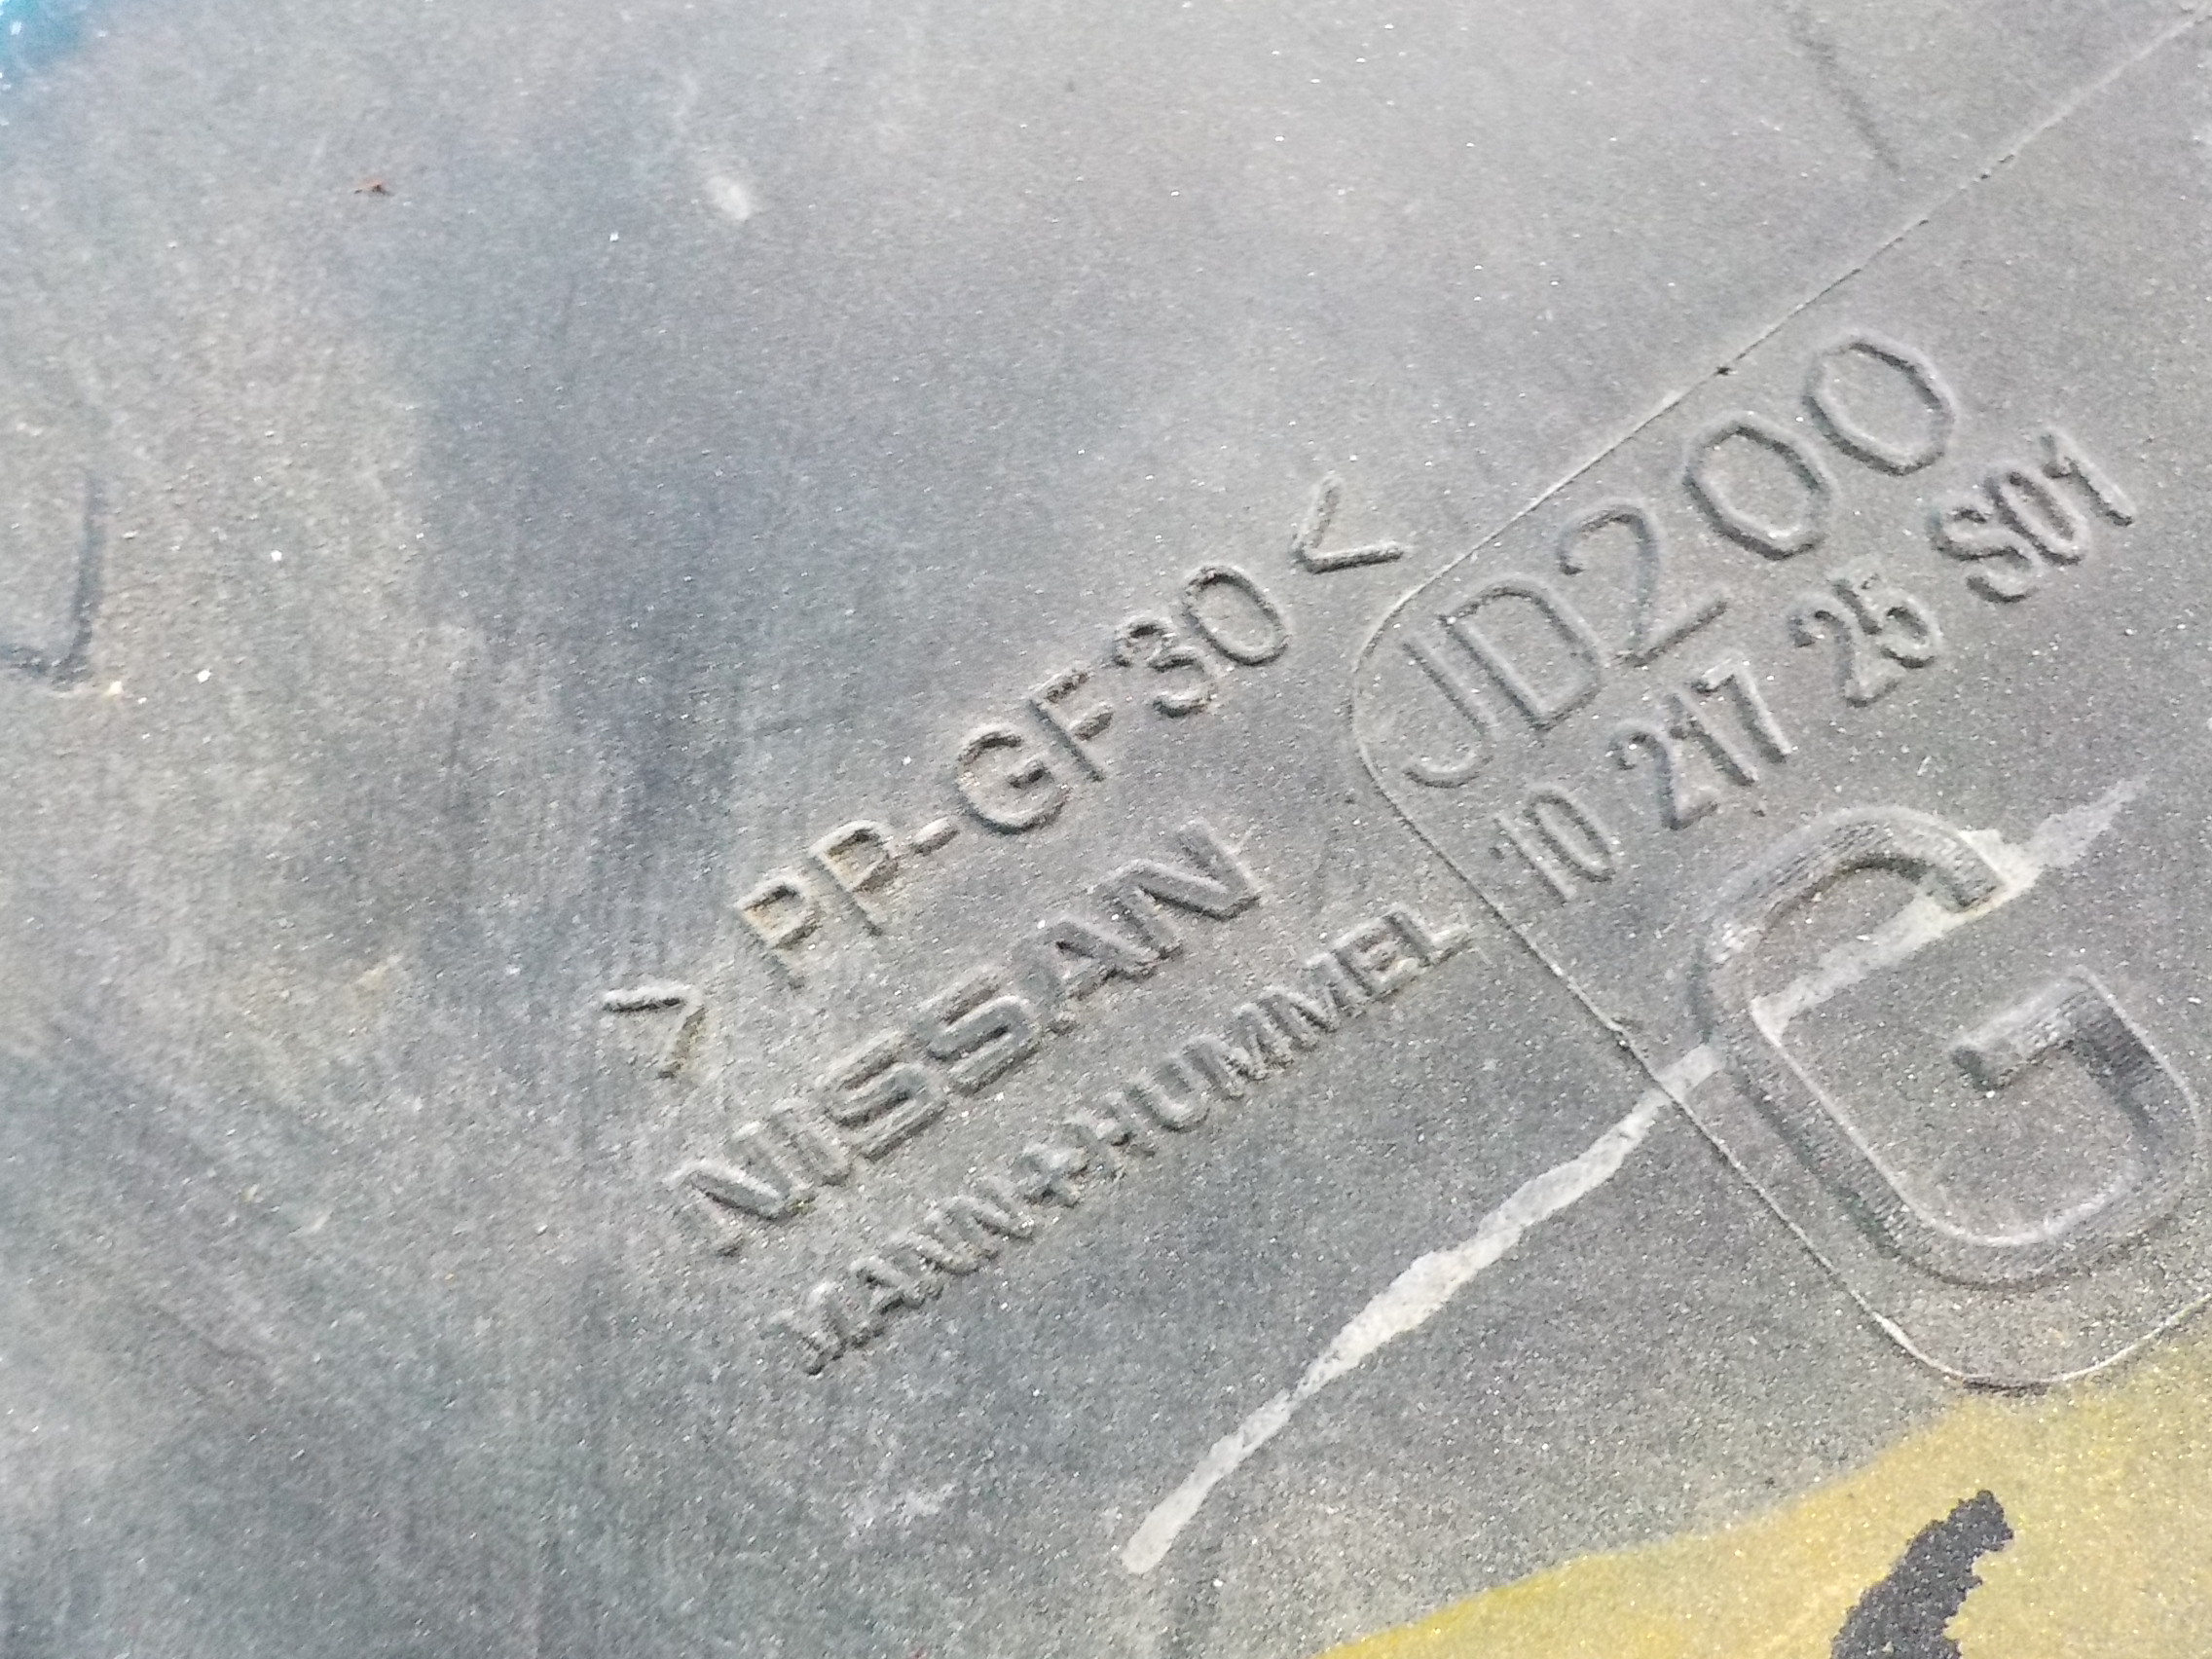 >PP-GF30<
NISSAN
MANN+HUMMEL
JD200
10 217 25 S01
G